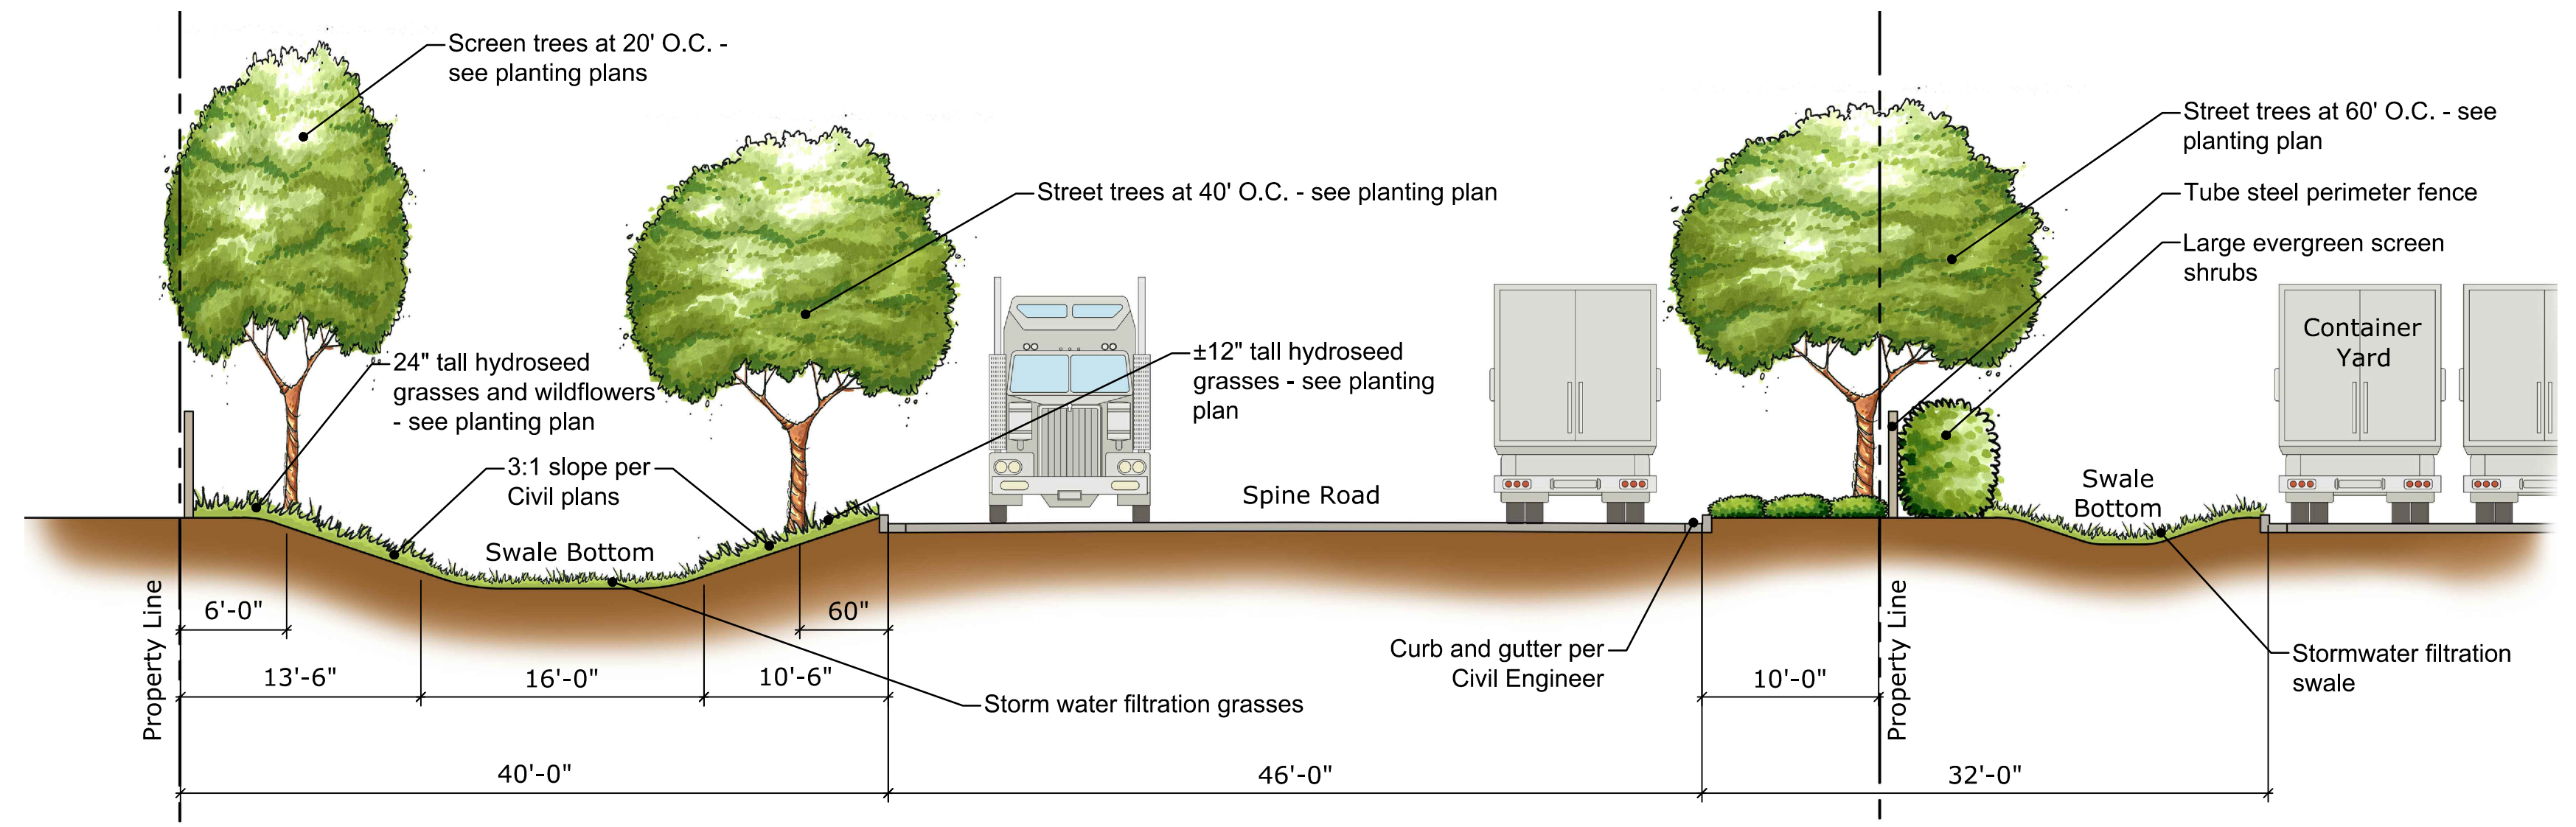 Screen trees at 20' O.C. -
see planting plans
Street trees at 40' O.C. - see planting plan
Street trees at 60' O.C. - see
planting plan
Tube steel perimeter fence
Large evergreen screen
shrubs
24" tall hydroseed
grasses and wildflowers
- see planting plan
±12" tall hydroseed
grasses - see planting
plan
Container
Yard
3:1 slope per
Civil plans
Spine Road
Swale
Bottom
Swale Bottom
6'-0"
60"
Property Line
Property Line
13'-6"
16'-0"
10'-6"
Storm water filtration grasses
Curb and gutter per
Civil Engineer
10'-0"
Stormwater filtration
swale
40'-0"
46'-0"
32'-0"